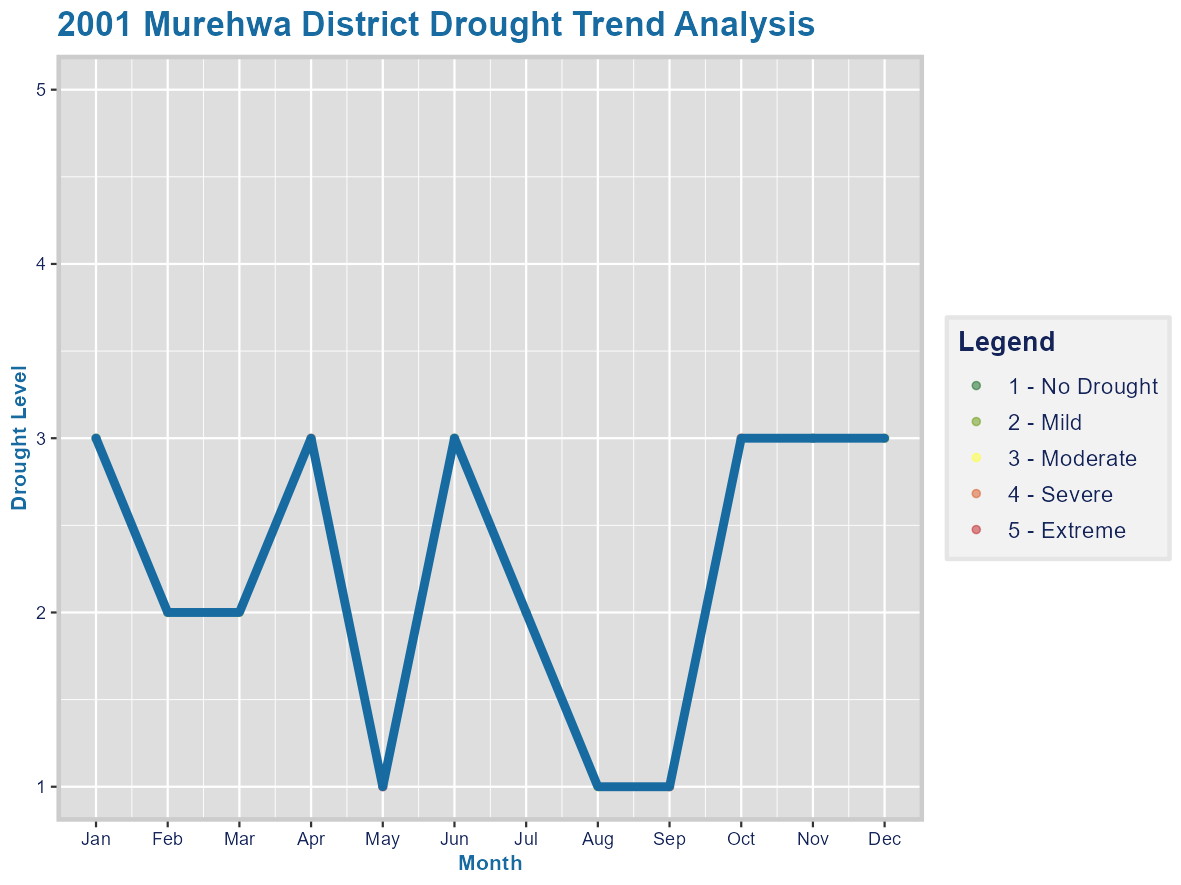 2001 Murehwa District Drought Trend Analysis
5
4
3
2
1
Drought Level
Jan Feb Mar Apr May Jun Jul Aug Sep Oct Nov Dec
Month
Legend
1 - No Drought
2 - Mild
3 - Moderate
4 - Severe
5 - Extreme